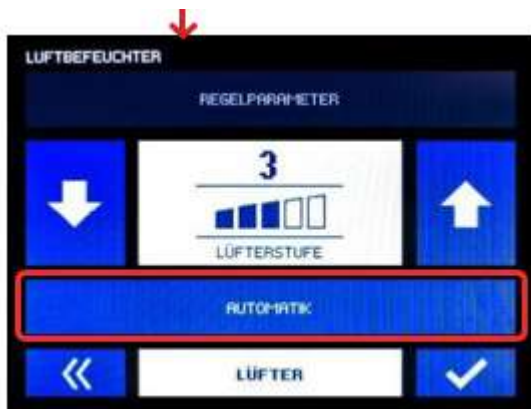 LUFTBEFEUCHTER
REGELPARAMETER
3
LÜFTERSTUFE
AUTOMATIK
LÜFTER